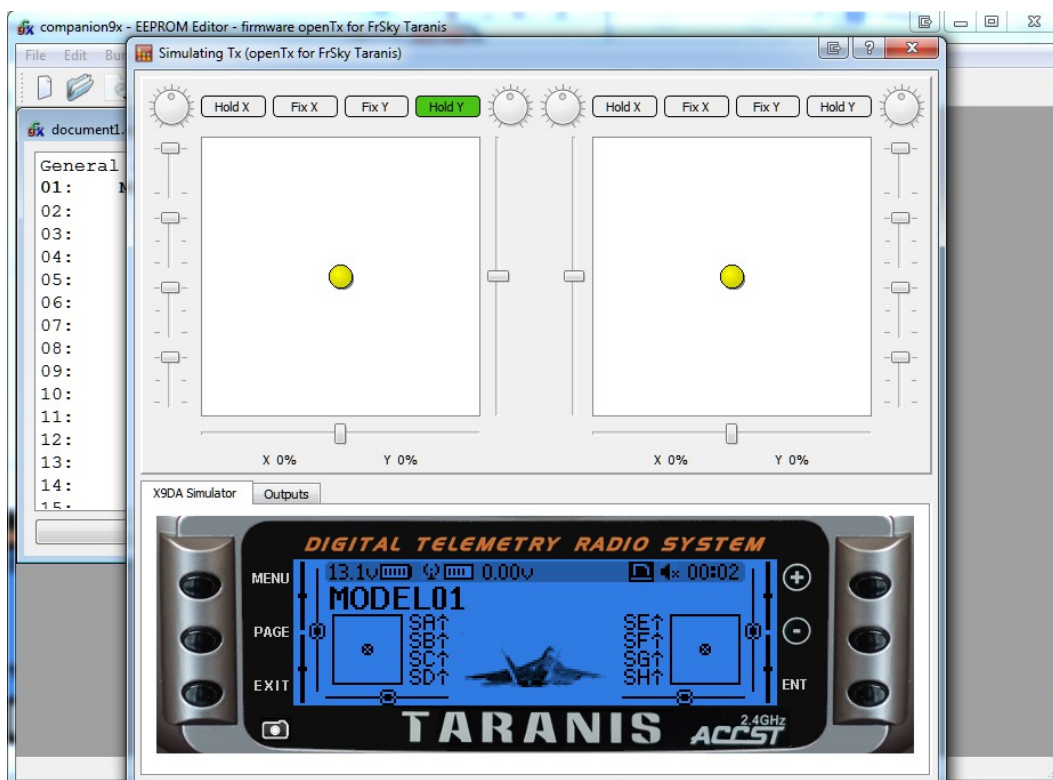 companion9x - EEPROM Editor - firmware openTx for FrSky Taranis
File Edit Bur
Simulating Tx (openTx for FrSky Taranis)
document1.
General
01: M
02:
03:
04:
05:
06:
07:
08:
09:
10:
11:
12:
13:
14:
15:
Hold X Fix X Fix Y Hold Y Hold X Fix X Fix Y Hold Y
X 0% Y 0% X 0% Y 0%
X9DA Simulator Outputs
DIGITAL TELEMETRY RADIO SYSTEM
MENU 13.1v 0.00v 00:02
MODEL01
PAGE SA↑ SE↑
SB↑ SF↑
SC↑ SG↑
EXIT SD↑ SH↑ ENT
TARANIS ACCST 2.4GHz